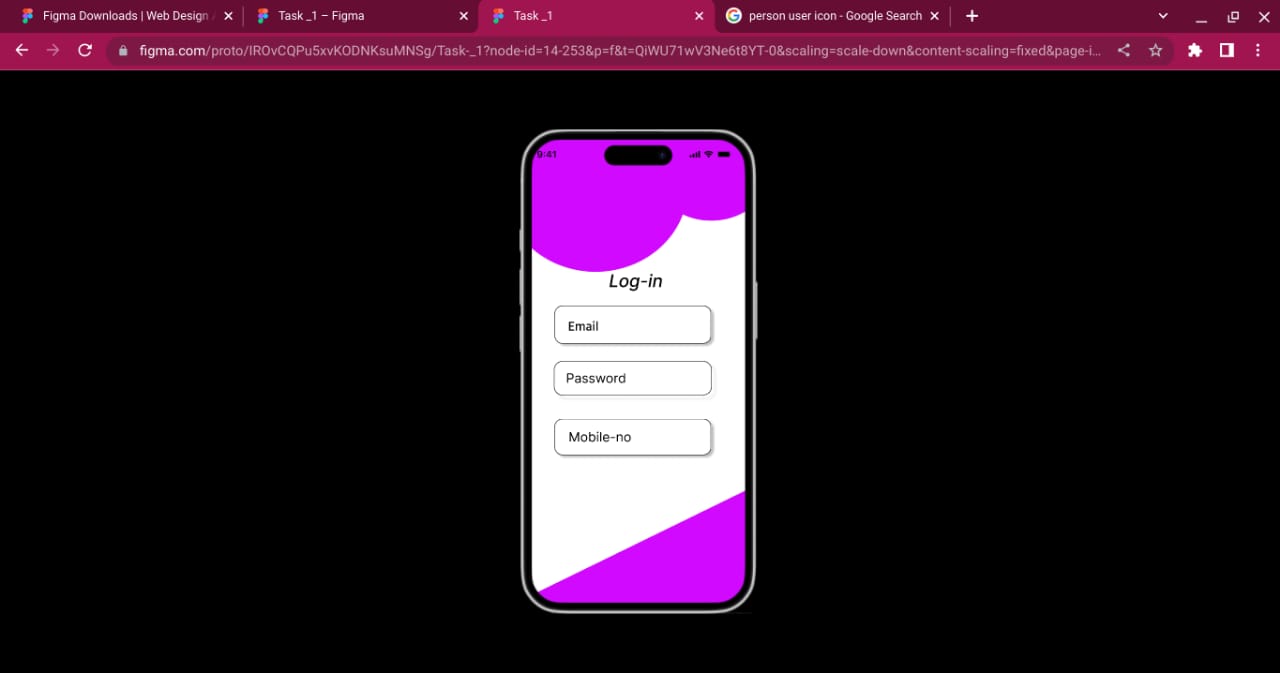 Figma Downloads | Web Design
Task _1 – Figma
Task _1
person user icon - Google Search
figma.com/proto/lROvCQPu5xvKODNKsuMNSg/Task-_1?node-id=14-253&p=f&t=QiWU71wV3Ne6t8YT-0&scaling=scale-down&content-scaling=fixed&page-i...
9:41
Log-in
Email
Password
Mobile-no